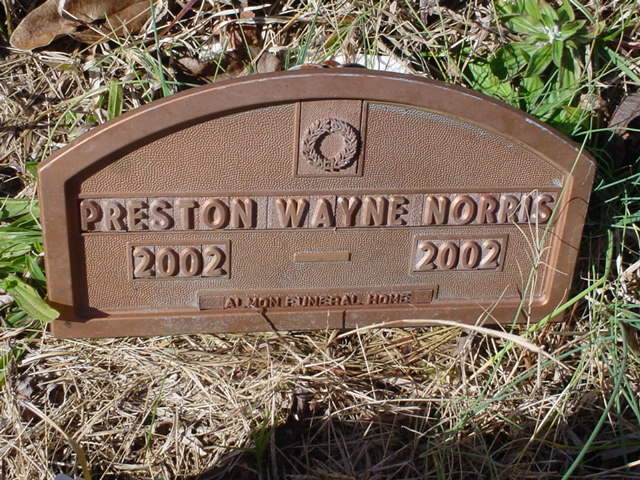 PRESTON WAYNE NORRIS
2002 — 2002
ALMON FUNERAL HOME